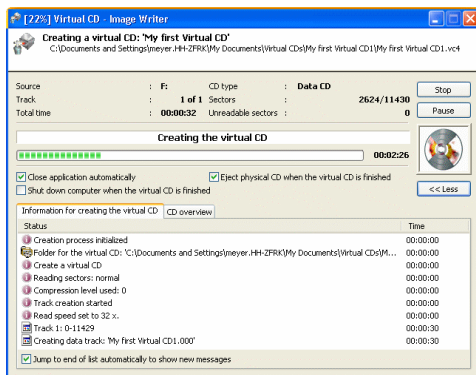 [22%] Virtual CD - Image Writer
Creating a virtual CD: 'My first Virtual CD'
C:\Documents and Settings\meyer.HH-ZFRK\My Documents\Virtual CDs\My first Virtual CD1\My first Virtual CD1.vc4
Source : F: CD type : Data CD
Stop
Track : 1 of 1 Sectors : 2624/11430
Total time : 00:00:32 Unreadable sectors : 0
Pause
Creating the virtual CD
00:02:26
Close application automatically Eject physical CD when the virtual CD is finished
Shut down computer when the virtual CD is finished
<< Less
Information for creating the virtual CD CD overview
Status Time
Creation process initialized 00:00:00
Folder for the virtual CD: 'C:\Documents and Settings\meyer.HH-ZFRK\My Documents\Virtual CDs\M... 00:00:00
Create a virtual CD 00:00:00
Reading sectors: normal 00:00:00
Compression level used: 0 00:00:00
Track creation started 00:00:00
Read speed set to 32 x. 00:00:00
Track 1: 0-11429 00:00:30
Creating data track: 'My first Virtual CD1.000' 00:00:30
Jump to end of list automatically to show new messages